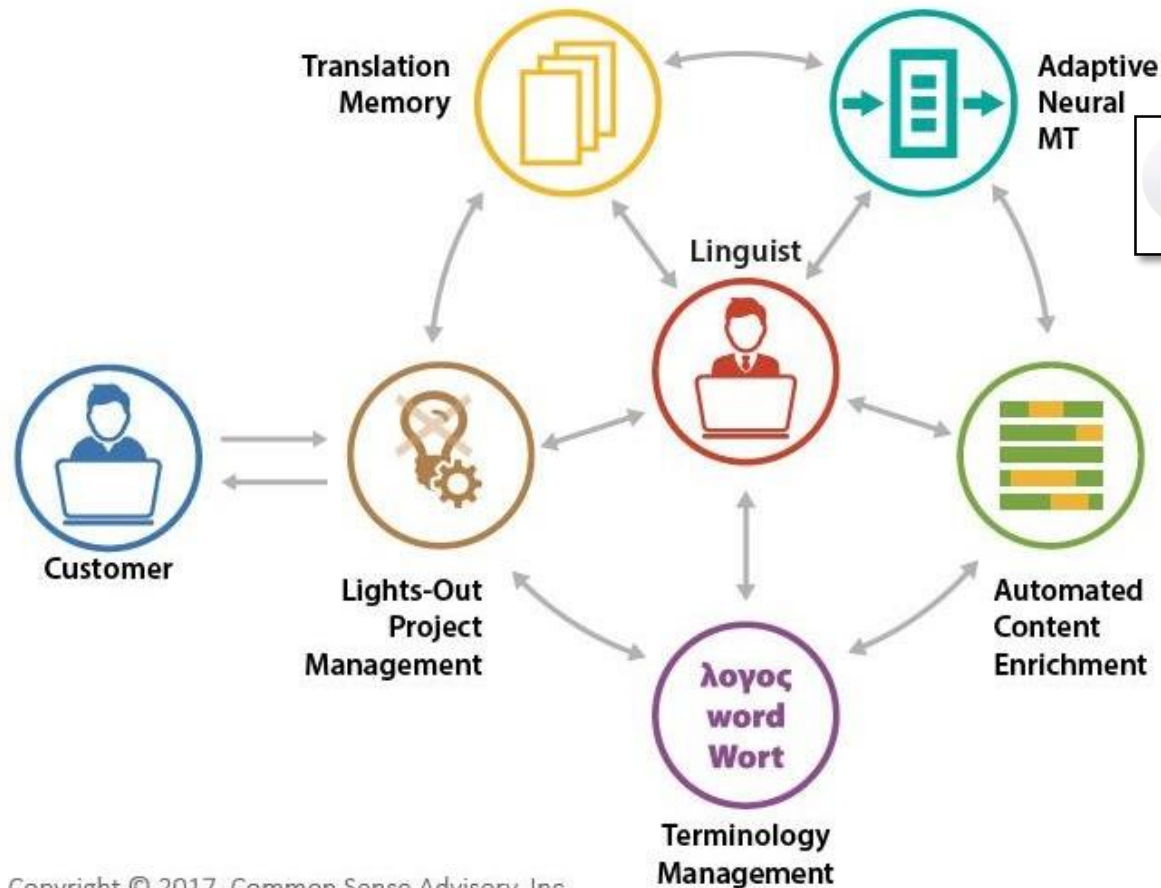 Translation
Memory
Adaptive
Neural
MT
Linguist
Customer
Lights-Out
Project
Management
Automated
Content
Enrichment
λογος
word
Wort
Terminology
Management
Copyright © 2017 Common Sense Advisory, Inc.